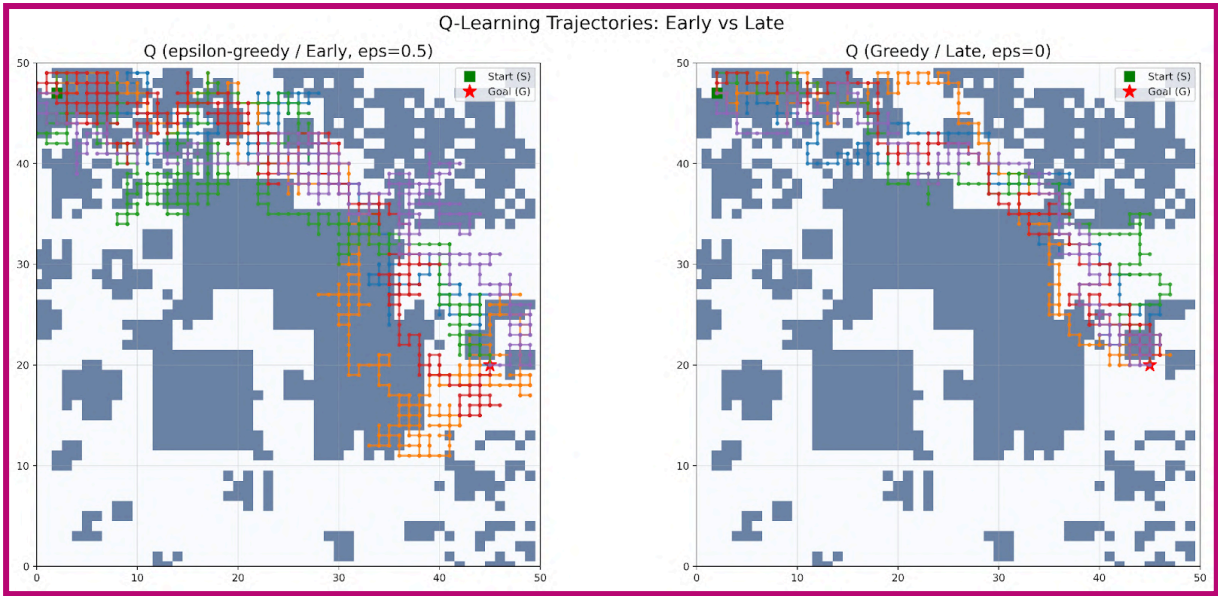 Q-Learning Trajectories: Early vs Late
Q (epsilon-greedy / Early, eps=0.5)
Start (S)
Goal (G)
50
40
30
20
10
0
0 10 20 30 40 50
Q (Greedy / Late, eps=0)
Start (S)
Goal (G)
50
40
30
20
10
0
0 10 20 30 40 50